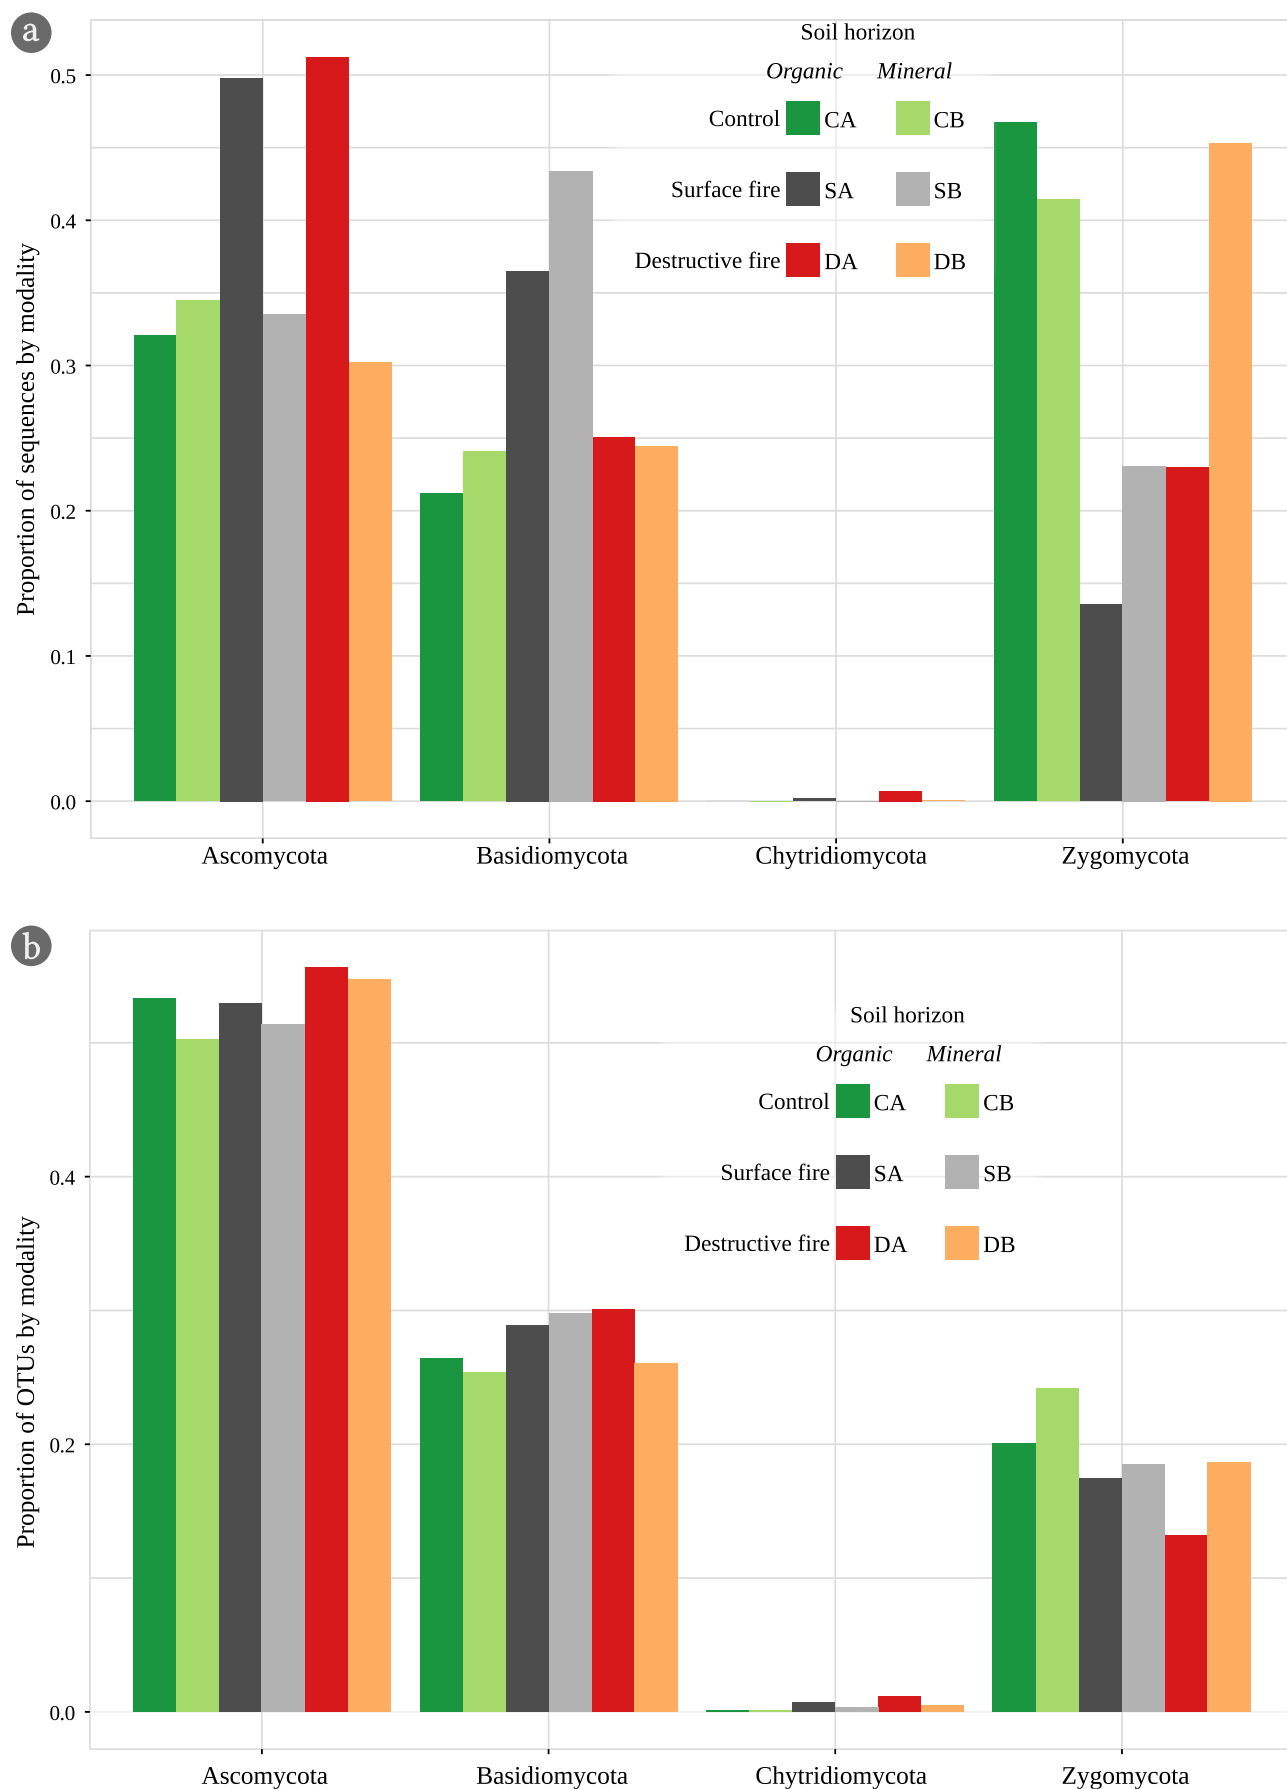 a
Soil horizon
Organic Mineral
Control CA CB
Surface fire SA SB
Destructive fire DA DB
Proportion of sequences by modality
0.5
0.4
0.3
0.2
0.1
0.0
Ascomycota Basidiomycota Chytridiomycota Zygomycota
b
Soil horizon
Organic Mineral
Control CA CB
Surface fire SA SB
Destructive fire DA DB
Proportion of OTUs by modality
0.4
0.2
0.0
Ascomycota Basidiomycota Chytridiomycota Zygomycota